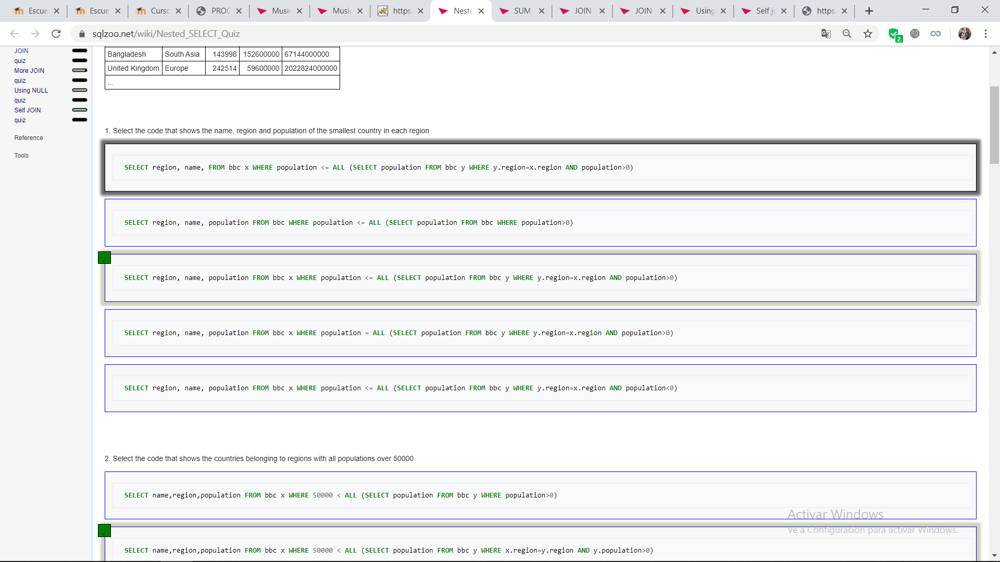 Escue
Escue
Curso
PROG
Music
Music
https:
Neste
SUM
JOIN
JOIN
Using
Self jo
https:
sqlzoo.net/wiki/Nested_SELECT_Quiz
2
JOIN
quiz
More JOIN
quiz
Using NULL
quiz
Self JOIN
quiz
Reference
Tools
Bangladesh South Asia 143998 152600000 67144000000
United Kingdom Europe 242514 59600000 2022824000000
...
1. Select the code that shows the name, region and population of the smallest country in each region
SELECT region, name, FROM bbc x WHERE population <= ALL (SELECT population FROM bbc y WHERE y.region=x.region AND population>0)
SELECT region, name, population FROM bbc WHERE population <= ALL (SELECT population FROM bbc WHERE population>0)
SELECT region, name, population FROM bbc x WHERE population <= ALL (SELECT population FROM bbc y WHERE y.region=x.region AND population>0)
SELECT region, name, population FROM bbc x WHERE population = ALL (SELECT population FROM bbc y WHERE y.region=x.region AND population>0)
SELECT region, name, population FROM bbc x WHERE population <= ALL (SELECT population FROM bbc y WHERE y.region=x.region AND population<0)
2. Select the code that shows the countries belonging to regions with all populations over 50000
SELECT name,region,population FROM bbc x WHERE 50000 < ALL (SELECT population FROM bbc y WHERE population>0)
SELECT name,region,population FROM bbc x WHERE 50000 < ALL (SELECT population FROM bbc y WHERE x.region=y.region AND y.population>0)
Activar Windows
Ve a Configuración para activar Windows.